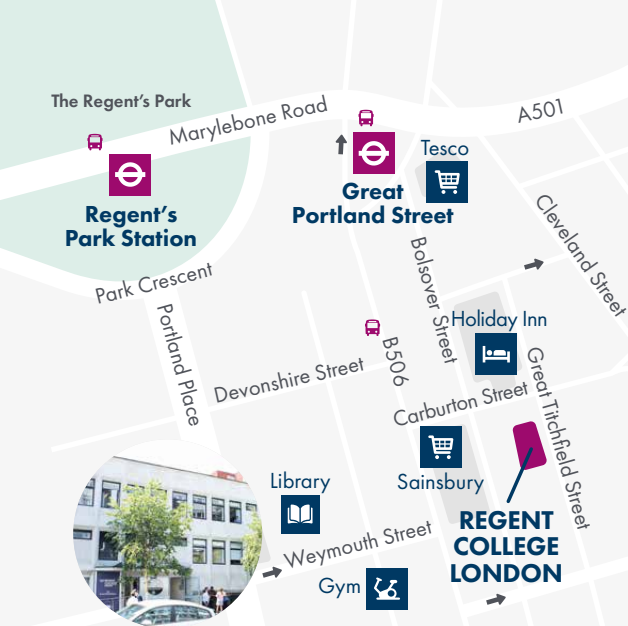 The Regent's Park
Marylebone Road
A501
Tesco
Great
Portland Street
Regent's
Park Station
Cleveland Street
Park Crescent
Bolsover Street
Portland Place
Holiday Inn
B506
Devonshire Street
Great Titchfield Street
Carburton Street
Library
Sainsbury
REGENT
COLLEGE
LONDON
Weymouth Street
Gym